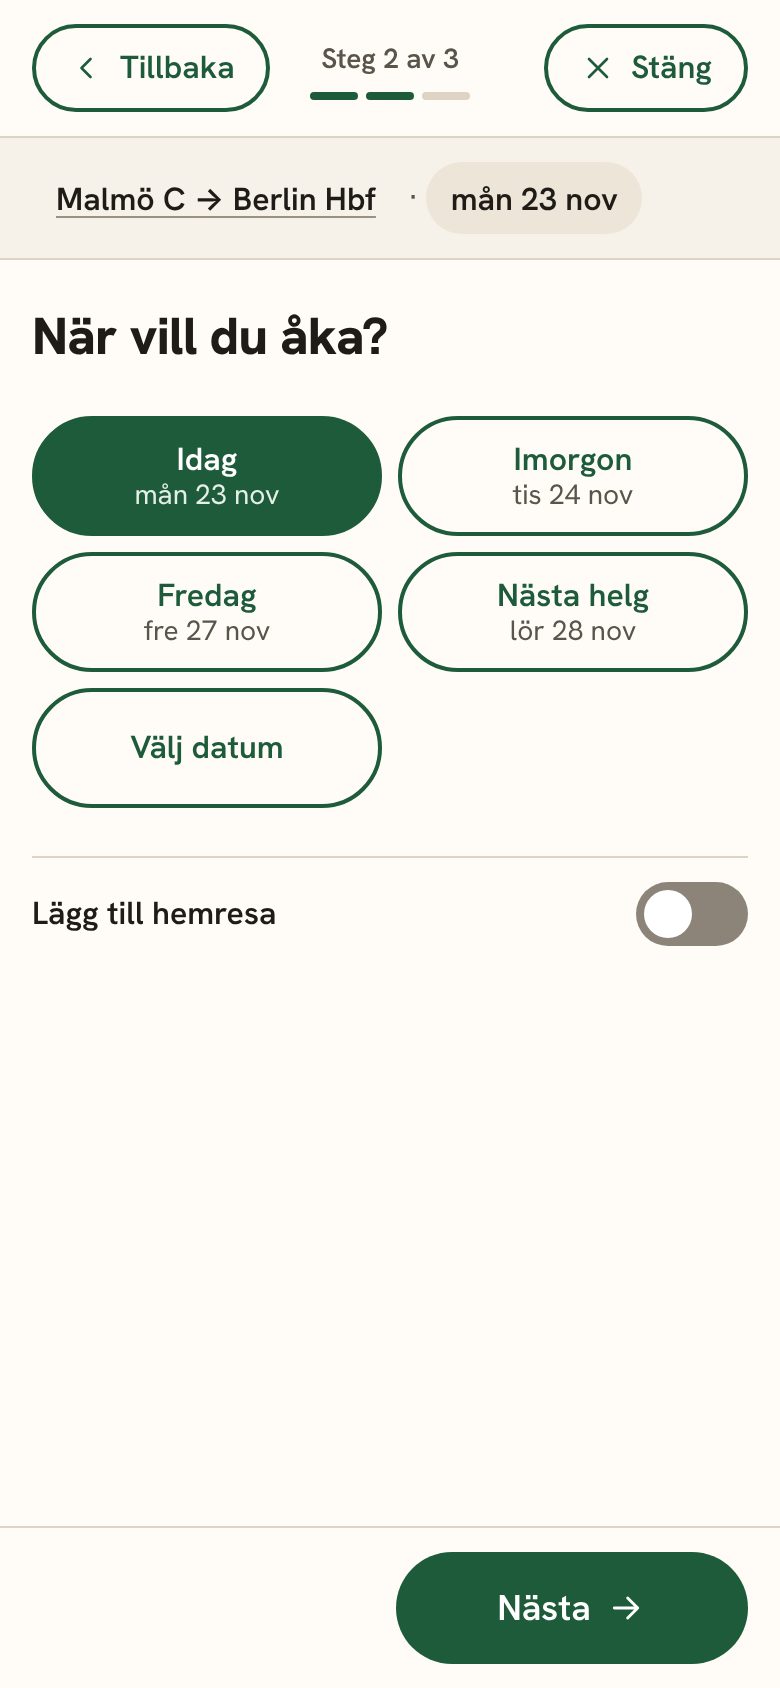 Tillbaka
Steg 2 av 3
Stäng
Malmö C → Berlin Hbf · mån 23 nov
När vill du åka?
Idag
mån 23 nov
Imorgon
tis 24 nov
Fredag
fre 27 nov
Nästa helg
lör 28 nov
Välj datum
Lägg till hemresa
Nästa →